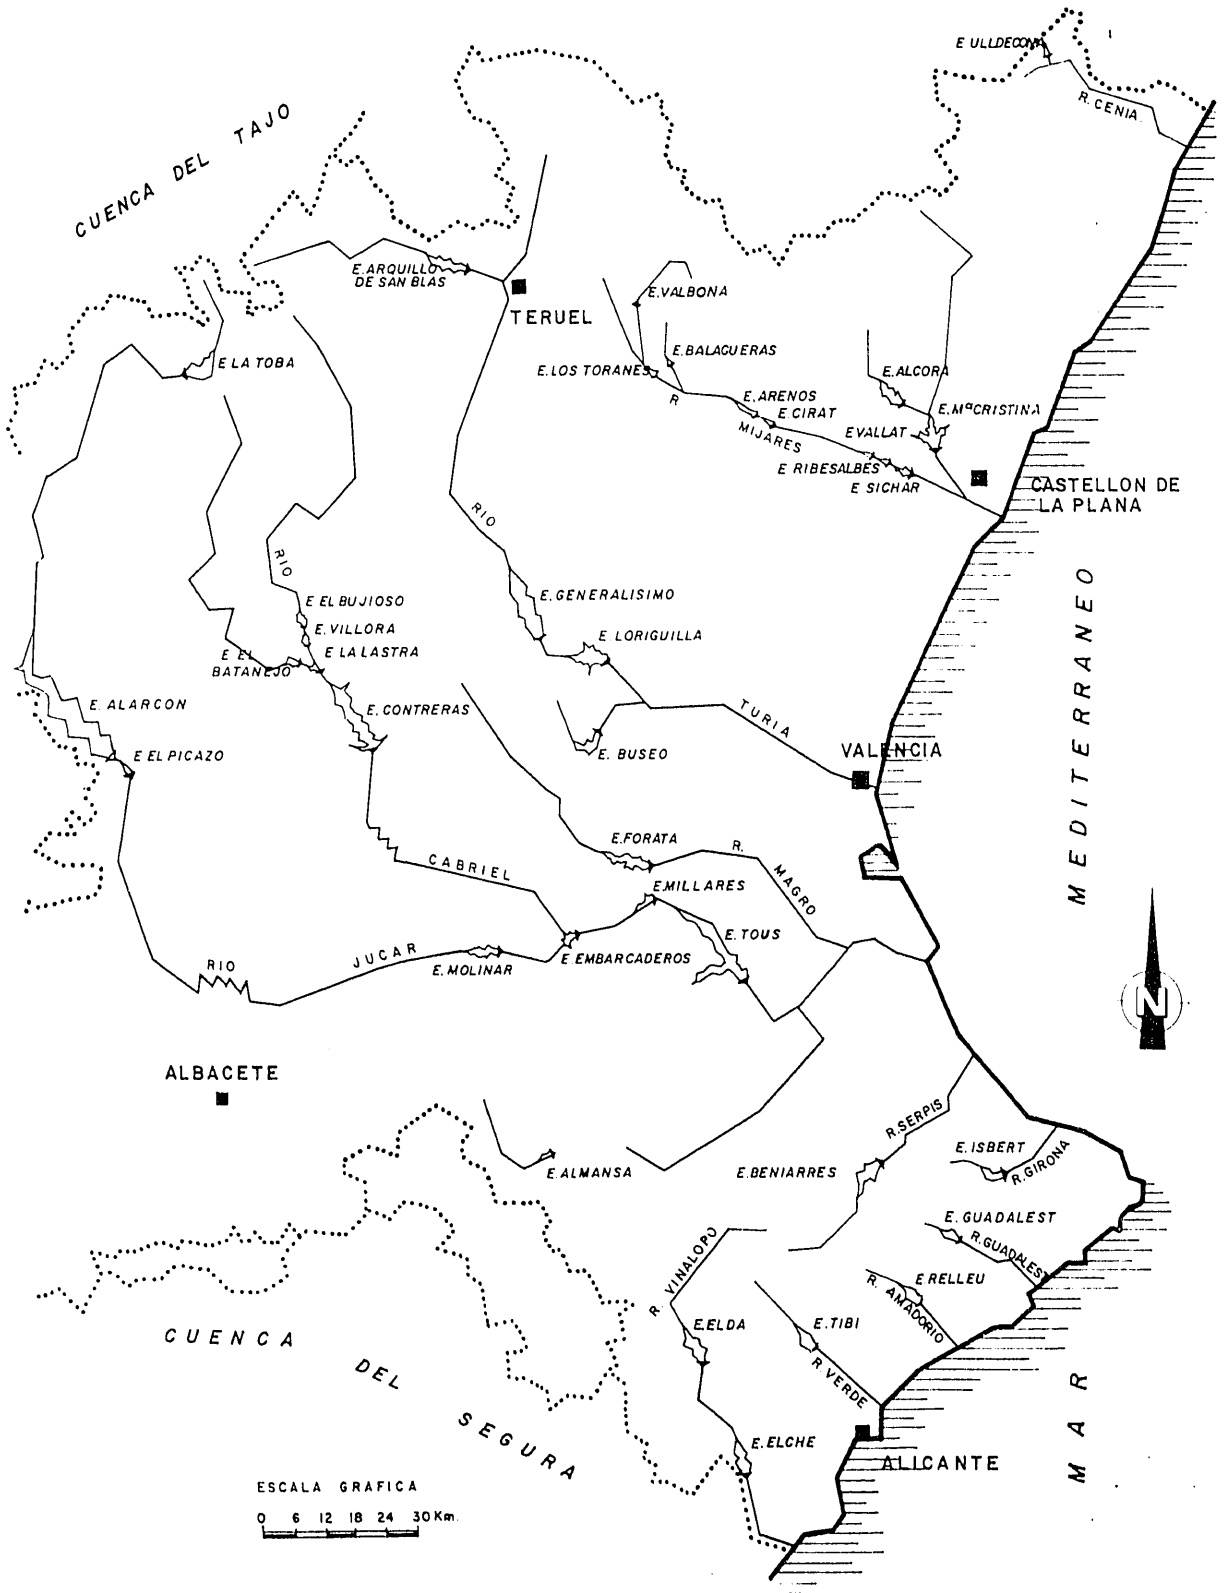 E ULLDECONA
R. CENIA.
CUENCA DEL TAJO
E. ARQUILLO
DE SAN BLAS
TERUEL
E. VALBONA
E. BALAGUERAS
E. LOS TORANES
E LA TOBA
E. ALCORA
E. ARENOS
E. CIRAT
E. Mª CRISTINA
R
MIJARES
E VALLAT
E RIBESALBES
E SICHAR
CASTELLON DE
LA PLANA
RIO
RIO
E EL BUJIOSO
E. VILLORA
E LA LASTRA
E EL
BATANEJO
E. GENERALISIMO
E LORIGUILLA
E. ALARCON
E. CONTRERAS
E EL PICAZO
E. BUSEO
TURIA
VALENCIA
MEDITERRANEO
E. FORATA
R.
MAGRO
CABRIEL
E. MILLARES
E. TOUS
RIO
JUCAR
E. MOLINAR
E. EMBARCADEROS
N
ALBACETE
E. ALMANSA
R. SERPIS
E. BENIARRES
E. ISBERT
R. GIRONA
E. GUADALEST
R. GUADALEST
R. VINALOPO
E. RELLEU
R. AMADORIO
E. ELDA
E. TIBI
R. VERDE
CUENCA
DEL
SEGURA
E. ELCHE
ALICANTE
MAR
ESCALA GRAFICA
0 6 12 18 24 30 Km.